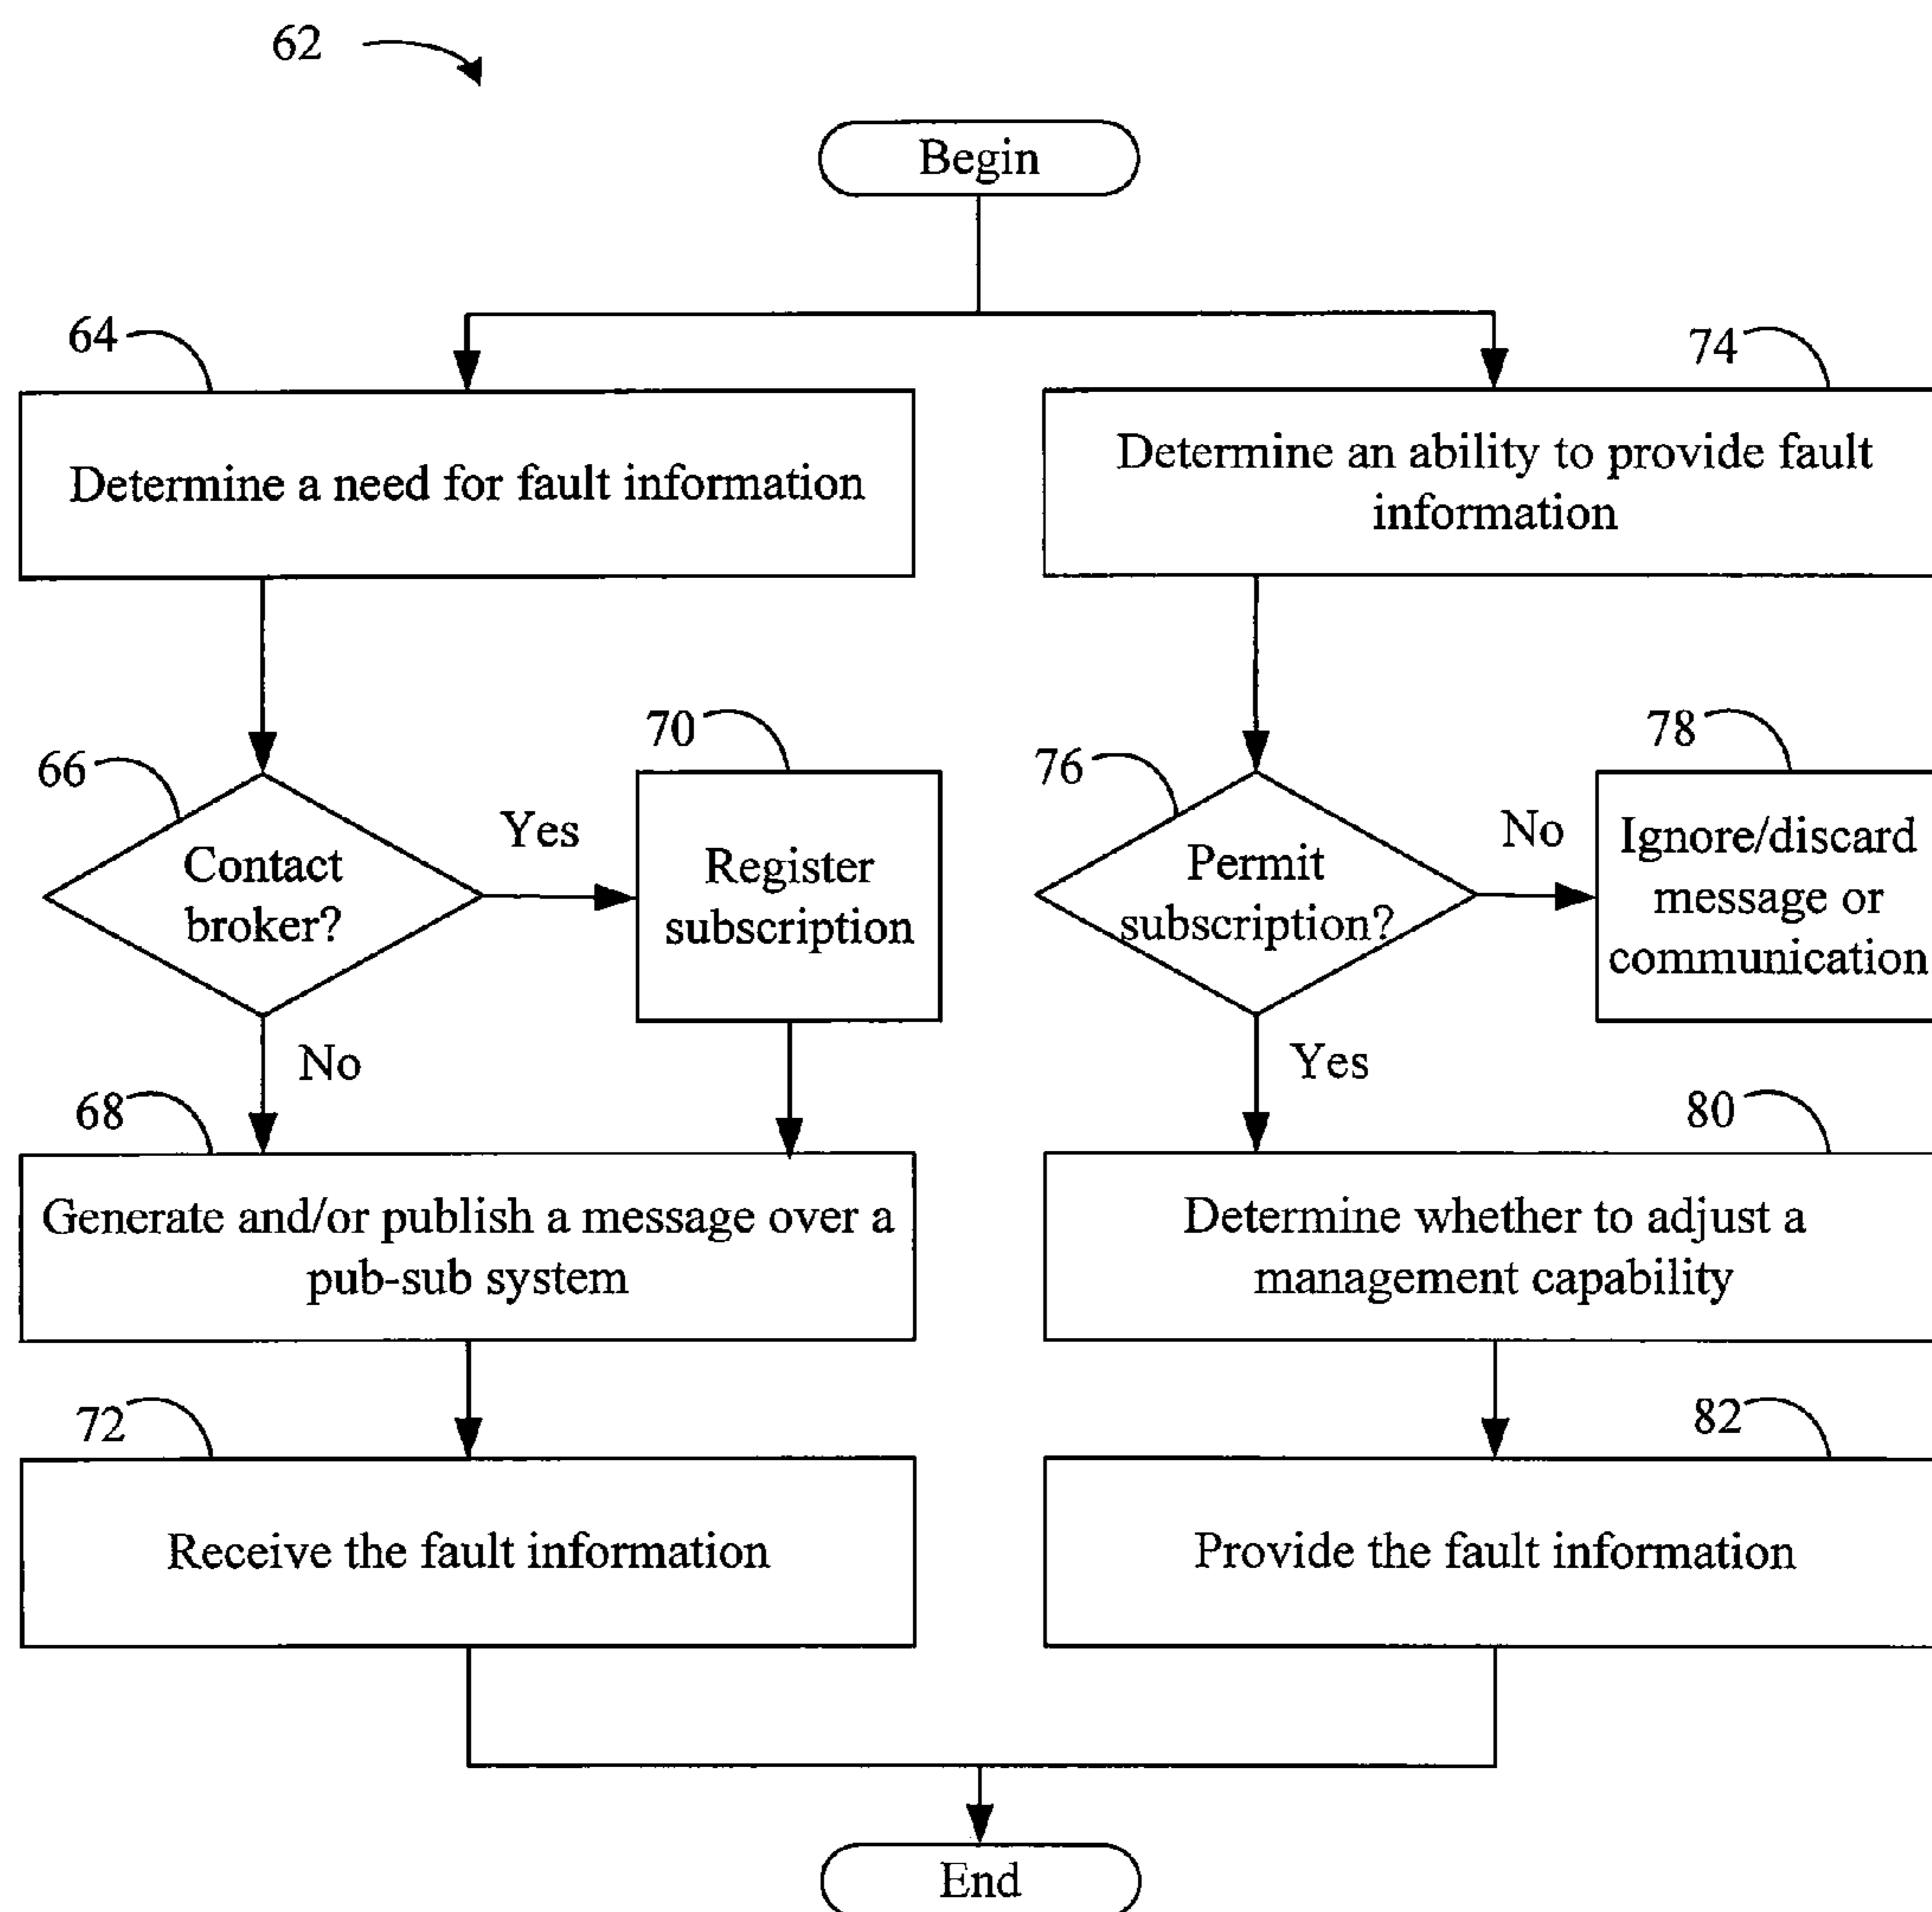 62
Begin
64
Determine a need for fault information
74
Determine an ability to provide fault
information
66
Contact
broker?
Yes
No
70
Register
subscription
76
Permit
subscription?
No
Yes
78
Ignore/discard
message or
communication
68
Generate and/or publish a message over a
pub-sub system
80
Determine whether to adjust a
management capability
72
Receive the fault information
82
Provide the fault information
End